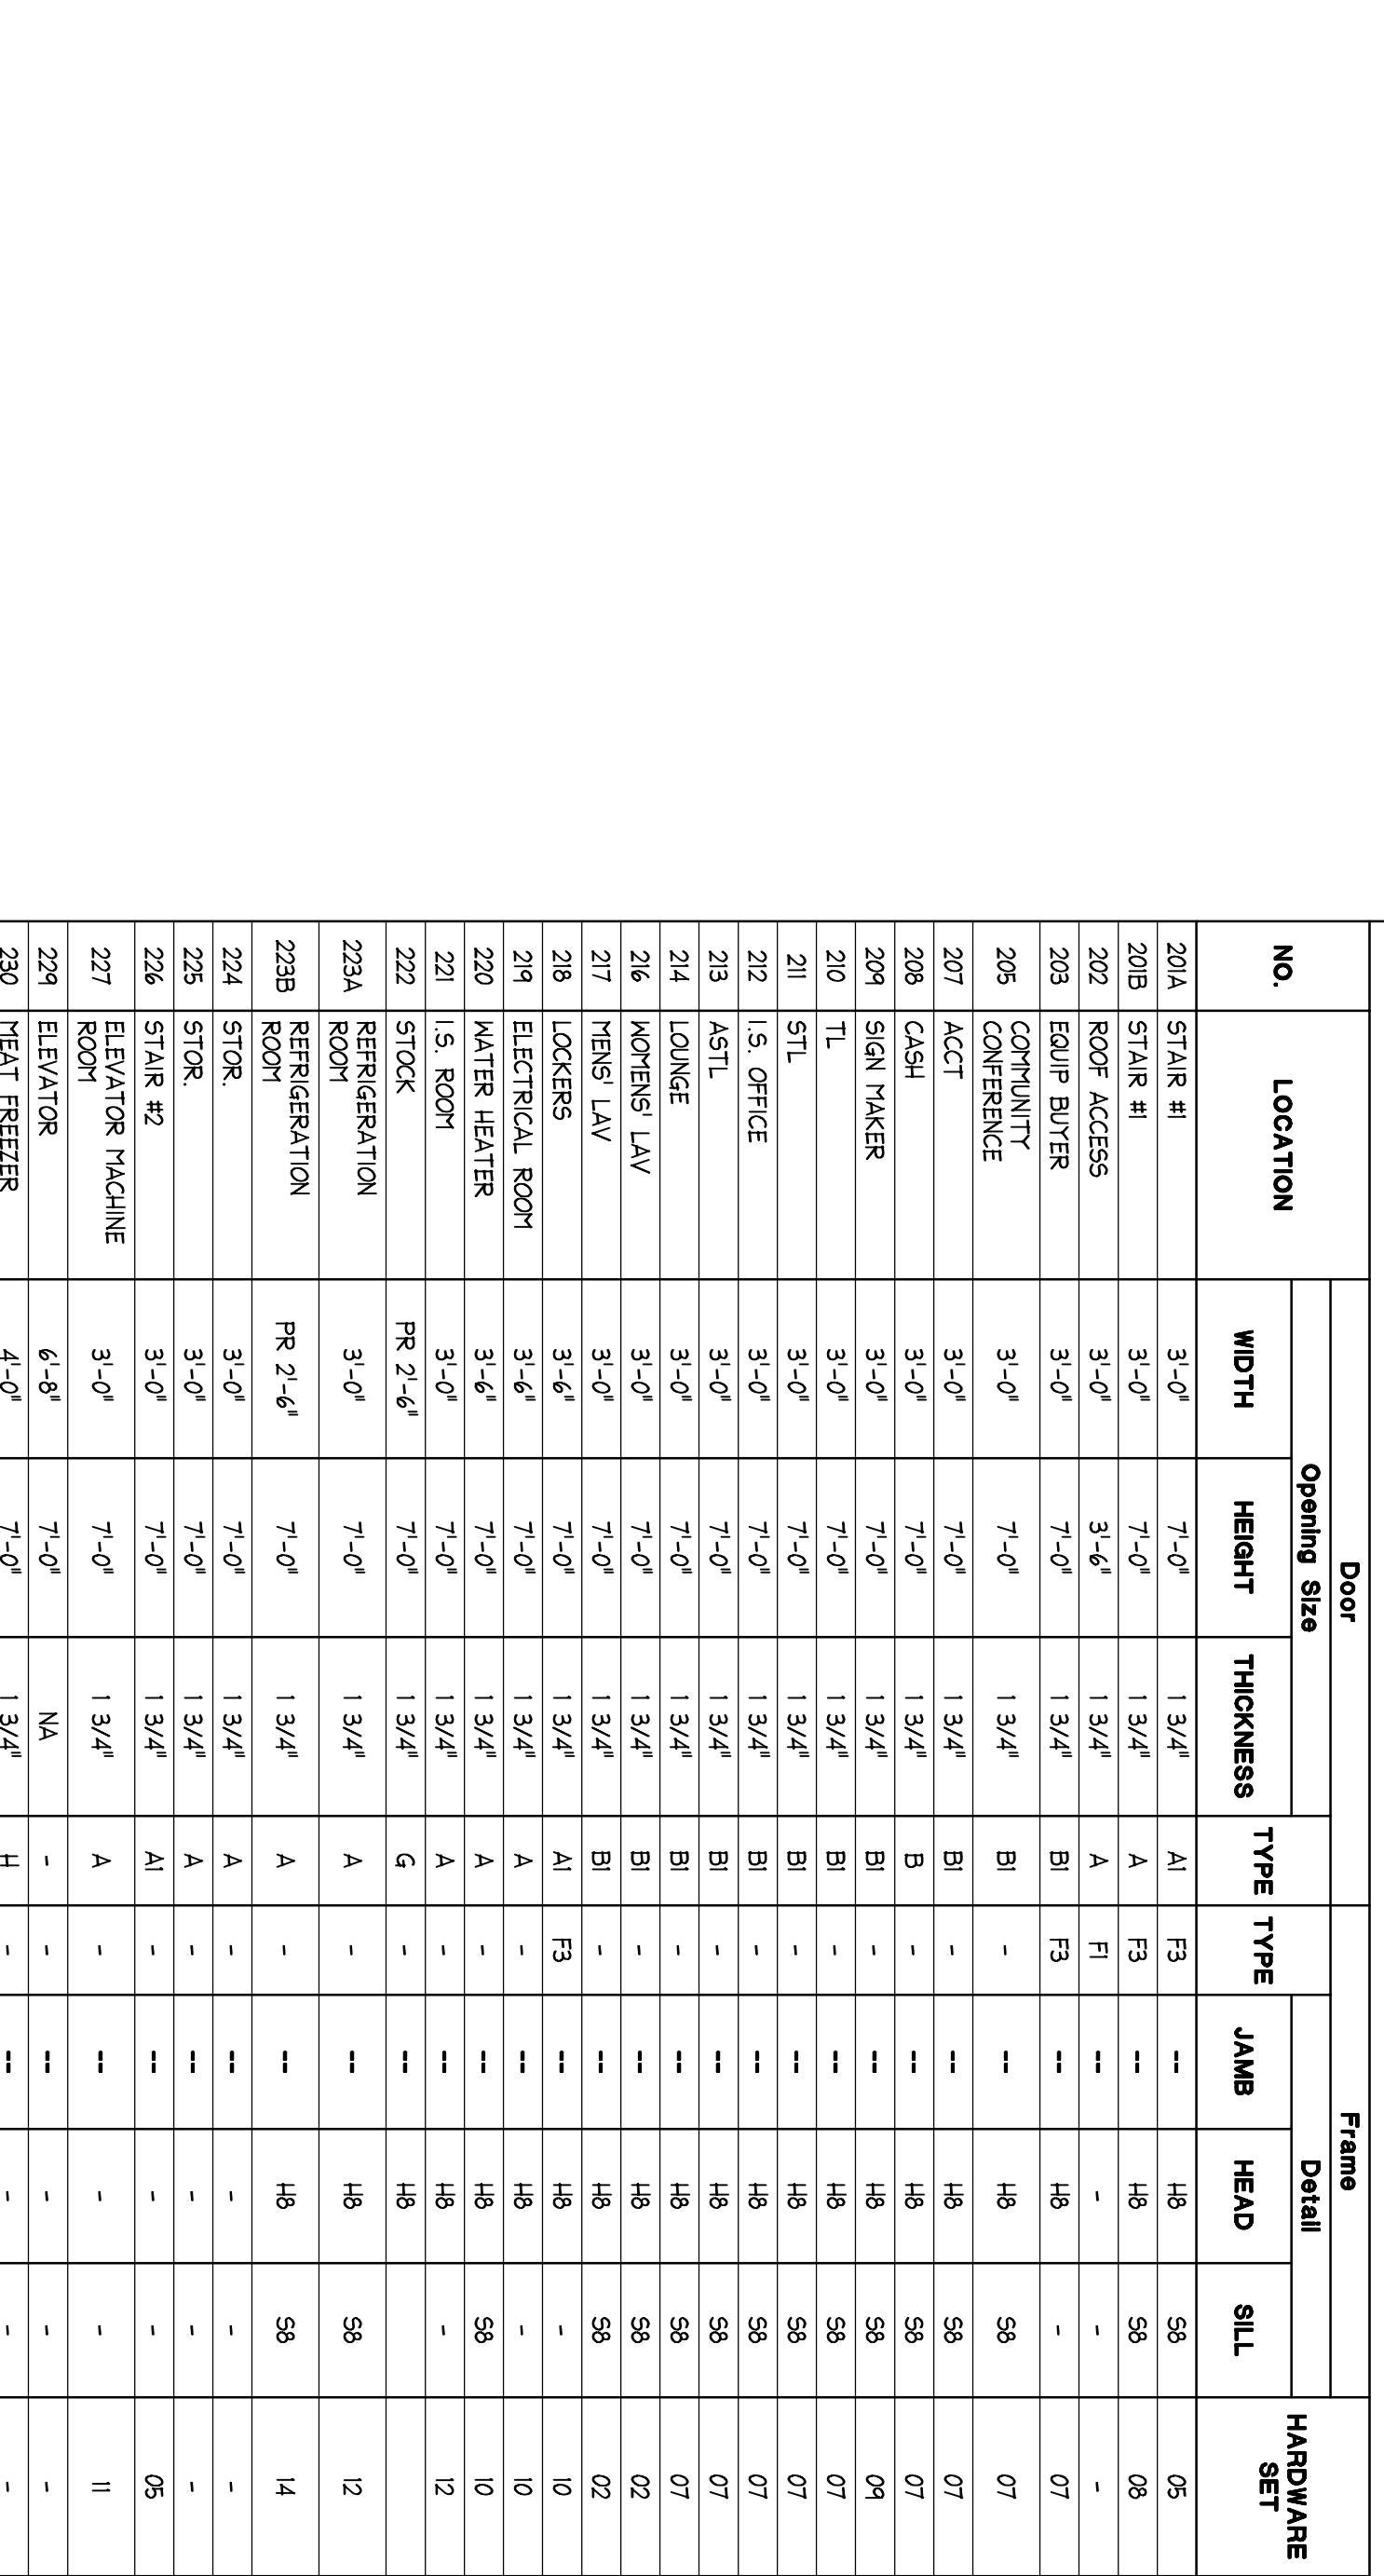 Door Frame
NO. LOCATION Opening Size TYPE TYPE Detail HARDWARE SET
WIDTH HEIGHT THICKNESS JAMB HEAD SILL
201A STAIR #1 3'-0" 7'-0" 1 3/4" A1 F3 -- H8 S8 05
201B STAIR #1 3'-0" 7'-0" 1 3/4" A F3 -- H8 S8 08
202 ROOF ACCESS 3'-0" 3'-6" 1 3/4" A F1 -- - - -
203 EQUIP BUYER 3'-0" 7'-0" 1 3/4" B1 F3 -- H8 - 07
205 COMMUNITY CONFERENCE 3'-0" 7'-0" 1 3/4" B1 - -- H8 S8 07
207 ACCT 3'-0" 7'-0" 1 3/4" B1 - -- H8 S8 07
208 CASH 3'-0" 7'-0" 1 3/4" B - -- H8 S8 07
209 SIGN MAKER 3'-0" 7'-0" 1 3/4" B1 - -- H8 S8 09
210 TL 3'-0" 7'-0" 1 3/4" B1 - -- H8 S8 07
211 STL 3'-0" 7'-0" 1 3/4" B1 - -- H8 S8 07
212 I.S. OFFICE 3'-0" 7'-0" 1 3/4" B1 - -- H8 S8 07
213 ASTL 3'-0" 7'-0" 1 3/4" B1 - -- H8 S8 07
214 LOUNGE 3'-0" 7'-0" 1 3/4" B1 - -- H8 S8 07
216 WOMENS' LAV 3'-0" 7'-0" 1 3/4" B1 - -- H8 S8 02
217 MENS' LAV 3'-0" 7'-0" 1 3/4" B1 - -- H8 S8 02
218 LOCKERS 3'-6" 7'-0" 1 3/4" A1 F3 -- H8 - 10
219 ELECTRICAL ROOM 3'-6" 7'-0" 1 3/4" A - -- H8 - 10
220 WATER HEATER 3'-6" 7'-0" 1 3/4" A - -- H8 S8 10
221 I.S. ROOM 3'-0" 7'-0" 1 3/4" A - -- H8 - 12
222 STOCK PR 2'-6" 7'-0" 1 3/4" G - -- H8
223A REFRIGERATION ROOM 3'-0" 7'-0" 1 3/4" A - -- H8 S8 12
223B REFRIGERATION ROOM PR 2'-6" 7'-0" 1 3/4" A - -- H8 S8 14
224 STOR. 3'-0" 7'-0" 1 3/4" A - -- - - -
225 STOR. 3'-0" 7'-0" 1 3/4" A - -- - - -
226 STAIR #2 3'-0" 7'-0" 1 3/4" A1 - -- - - 05
227 ELEVATOR MACHINE ROOM 3'-0" 7'-0" 1 3/4" A - -- - - 11
229 ELEVATOR 6'-8" 7'-0" NA - - -- - - -
230 MEAT FREEZER 4'-0" 7'-0" 1 3/4" H - -- - - -